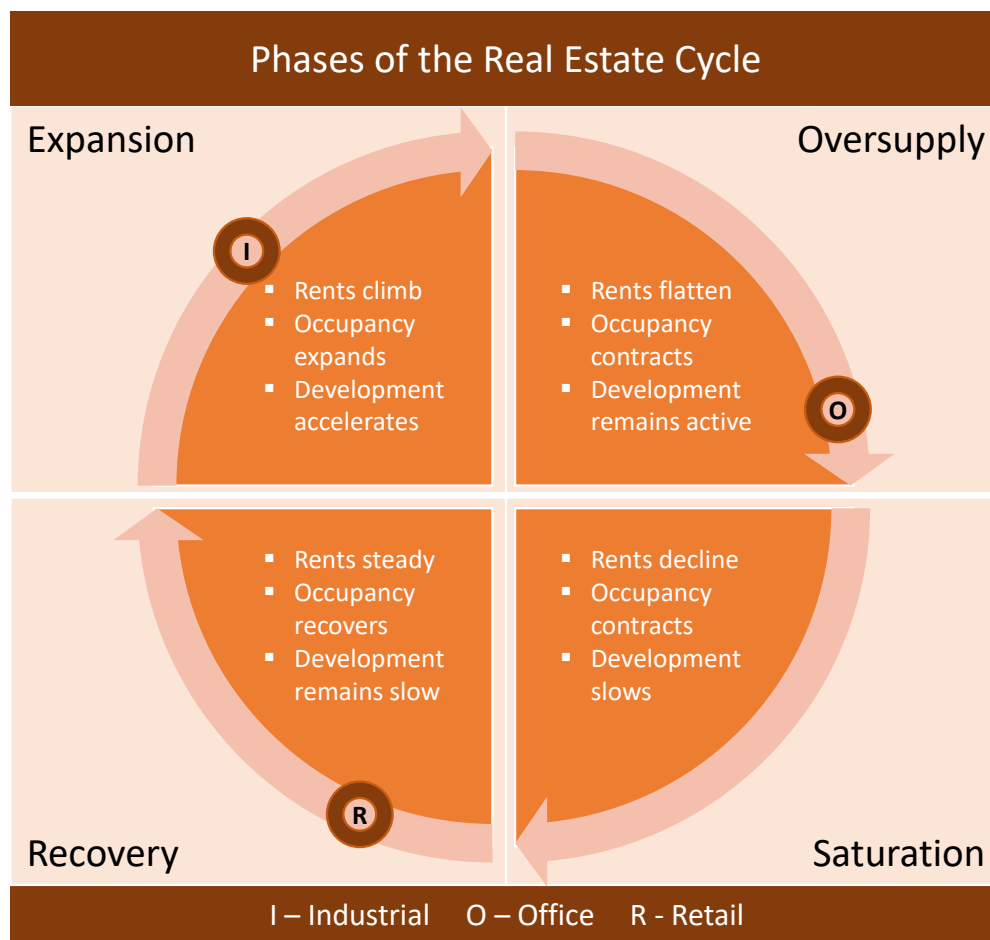 Phases of the Real Estate Cycle
Expansion
I
▪ Rents climb
▪ Occupancy
expands
▪ Development
accelerates
Oversupply
▪ Rents flatten
▪ Occupancy
contracts
▪ Development
remains active
O
▪ Rents steady
▪ Occupancy
recovers
▪ Development
remains slow
R
Recovery
▪ Rents decline
▪ Occupancy
contracts
▪ Development
slows
Saturation
I – Industrial O – Office R - Retail